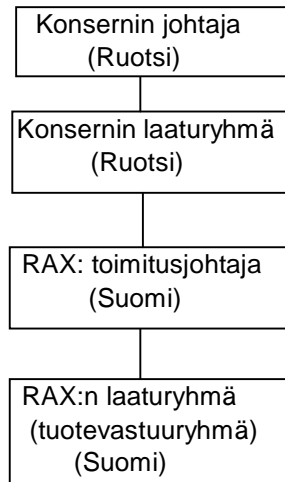 Konsernin johtaja
(Ruotsi)
Konsernin laaturyhmä
(Ruotsi)
RAX: toimitusjohtaja
(Suomi)
RAX:n laaturyhmä
(tuotevastuuryhmä)
(Suomi)